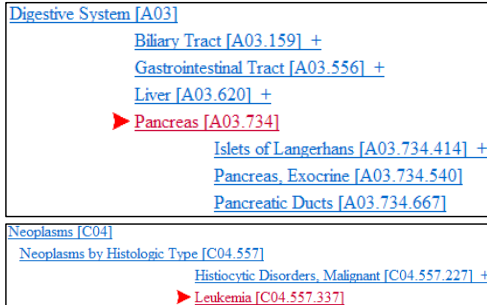 Digestive System [A03]
Biliary Tract [A03.159] +
Gastrointestinal Tract [A03.556] +
Liver [A03.620] +
Pancreas [A03.734]
Islets of Langerhans [A03.734.414] +
Pancreas, Exocrine [A03.734.540]
Pancreatic Ducts [A03.734.667]
Neoplasms [C04]
Neoplasms by Histologic Type [C04.557]
Histiocytic Disorders, Malignant [C04.557.227] +
Leukemia [C04.557.337]